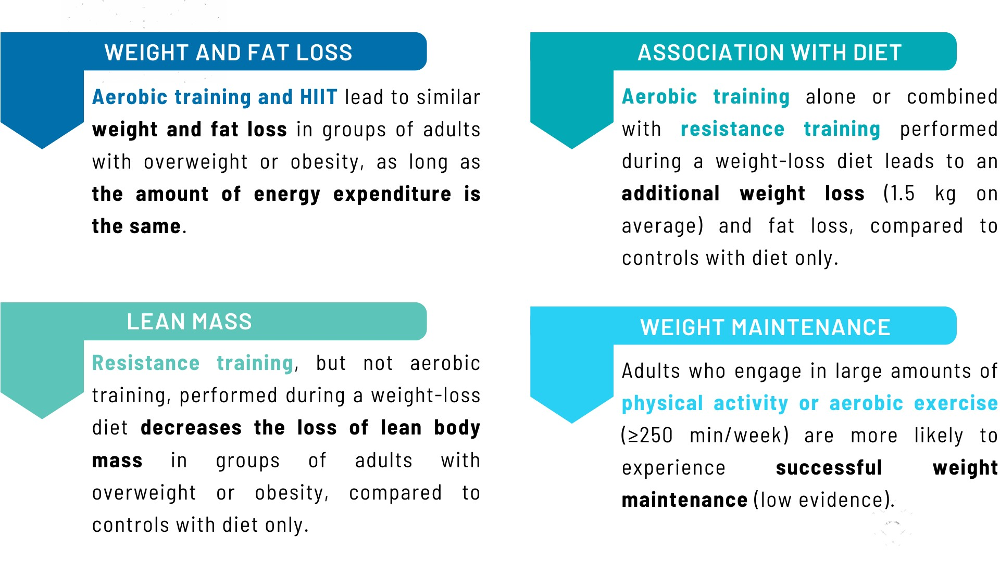 WEIGHT AND FAT LOSS
Aerobic training and HIIT lead to similar
weight and fat loss in groups of adults
with overweight or obesity, as long as
the amount of energy expenditure is
the same.
ASSOCIATION WITH DIET
Aerobic training alone or combined
with resistance training performed
during a weight-loss diet leads to an
additional weight loss (1.5 kg on
average) and fat loss, compared to
controls with diet only.
LEAN MASS
Resistance training, but not aerobic
training, performed during a weight-loss
diet decreases the loss of lean body
mass in groups of adults with
overweight or obesity, compared to
controls with diet only.
WEIGHT MAINTENANCE
Adults who engage in large amounts of
physical activity or aerobic exercise
(≥250 min/week) are more likely to
experience successful weight
maintenance (low evidence).